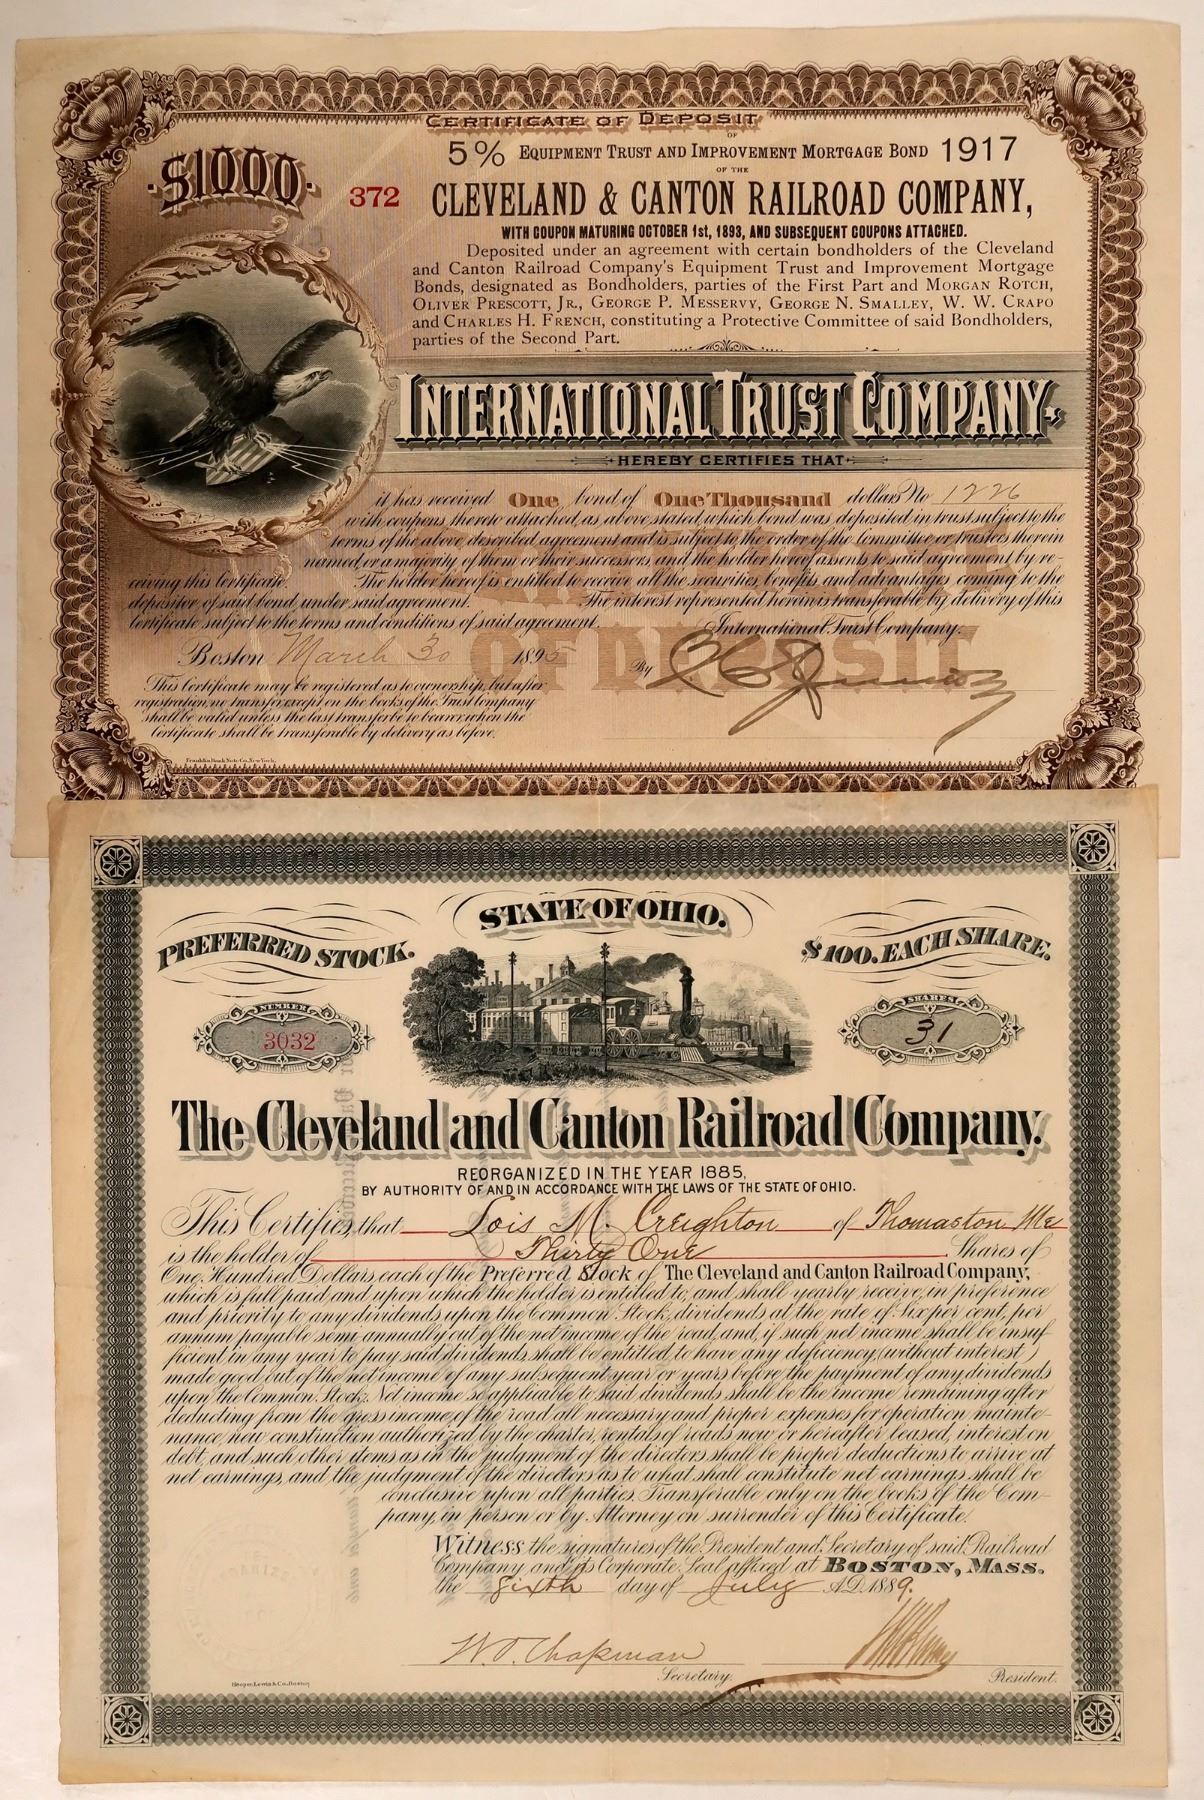 CERTIFICATE OF DEPOSIT
OF
5% EQUIPMENT TRUST AND IMPROVEMENT MORTGAGE BOND 1917
OF THE
$1000
372
CLEVELAND & CANTON RAILROAD COMPANY,
WITH COUPON MATURING OCTOBER 1st, 1893, AND SUBSEQUENT COUPONS ATTACHED.
Deposited under an agreement with certain bondholders of the Cleveland
and Canton Railroad Company's Equipment Trust and Improvement Mortgage
Bonds, designated as Bondholders, parties of the First Part and MORGAN ROTCH,
OLIVER PRESCOTT, JR., GEORGE P. MESSERVY, GEORGE N. SMALLEY, W. W. CRAPO
and CHARLES H. FRENCH, constituting a Protective Committee of said Bondholders,
parties of the Second Part.
INTERNATIONAL TRUST COMPANY
HEREBY CERTIFIES THAT
it has received One bond of One Thousand dollars No 1226
with coupons thereto attached, as above stated, which bond was deposited in trust subject to the
terms of the above described agreement and is subject to the order of the Committee or trustees therein
named, or a majority of them or their successors and the holder hereof assents to said agreement by re-
ceiving this Certificate. The holder hereof is entitled to receive all the securities, benefits and advantages coming to the
depositor of said bond under said agreement. The interest represented herein is transferable by delivery of this
Certificate subject to the terms and conditions of said agreement.
International Trust Company.
OF DEPOSIT
Boston March 30 1895 By
This Certificate may be registered as to ownership, but after
registration, no transfer except on the books of the Trust Company
shall be valid unless the last transfer be to bearer, when the
Certificate shall be transferable by delivery as before.
Franklin Bank Note Co. New York.
STATE OF OHIO.
PREFERRED STOCK.
$100. EACH SHARE.
NUMBER
3032
SHARES
31
The Cleveland and Canton Railroad Company.
REORGANIZED IN THE YEAR 1885,
BY AUTHORITY OF AND IN ACCORDANCE WITH THE LAWS OF THE STATE OF OHIO.
This Certifies, that Lois M. Creighton of Thomaston Me
is the holder of Thirty One Shares of
One Hundred Dollars each of the Preferred Stock of The Cleveland and Canton Railroad Company,
which is full paid and upon which the holder is entitled to, and shall yearly receive, in preference
and priority to any dividends upon the Common Stock, dividends at the rate of Six per cent, per
annum payable semi-annually out of the net income of the road, and, if such net income shall be insuf
ficient in any year to pay said dividends, shall be entitled to have any deficiency, (without interest)
made good out of the net income of any subsequent year or years before the payment of any dividends
upon the Common Stock. Net income so applicable to said dividends shall be the income remaining after
deducting from the gross income of the road all necessary and proper expenses for operation mainte-
nance, new construction authorized by the charter, rentals of roads now or hereafter leased, interest on
debt, and such other items as in the judgment of the directors shall be proper deductions to arrive at
net earnings, and the judgment of the directors as to what shall constitute net earnings shall be
conclusive upon all parties. Transferable only on the books of the Com-
pany, in person or by Attorney on surrender of this Certificate.
Witness the signatures of the President and Secretary of said Railroad
Company and its Corporate Seal affixed at BOSTON, MASS.
the Sixth day of July A.D. 1889.
W. O. Chapman
Secretary.
President.
Hooper, Lewis & Co. Boston